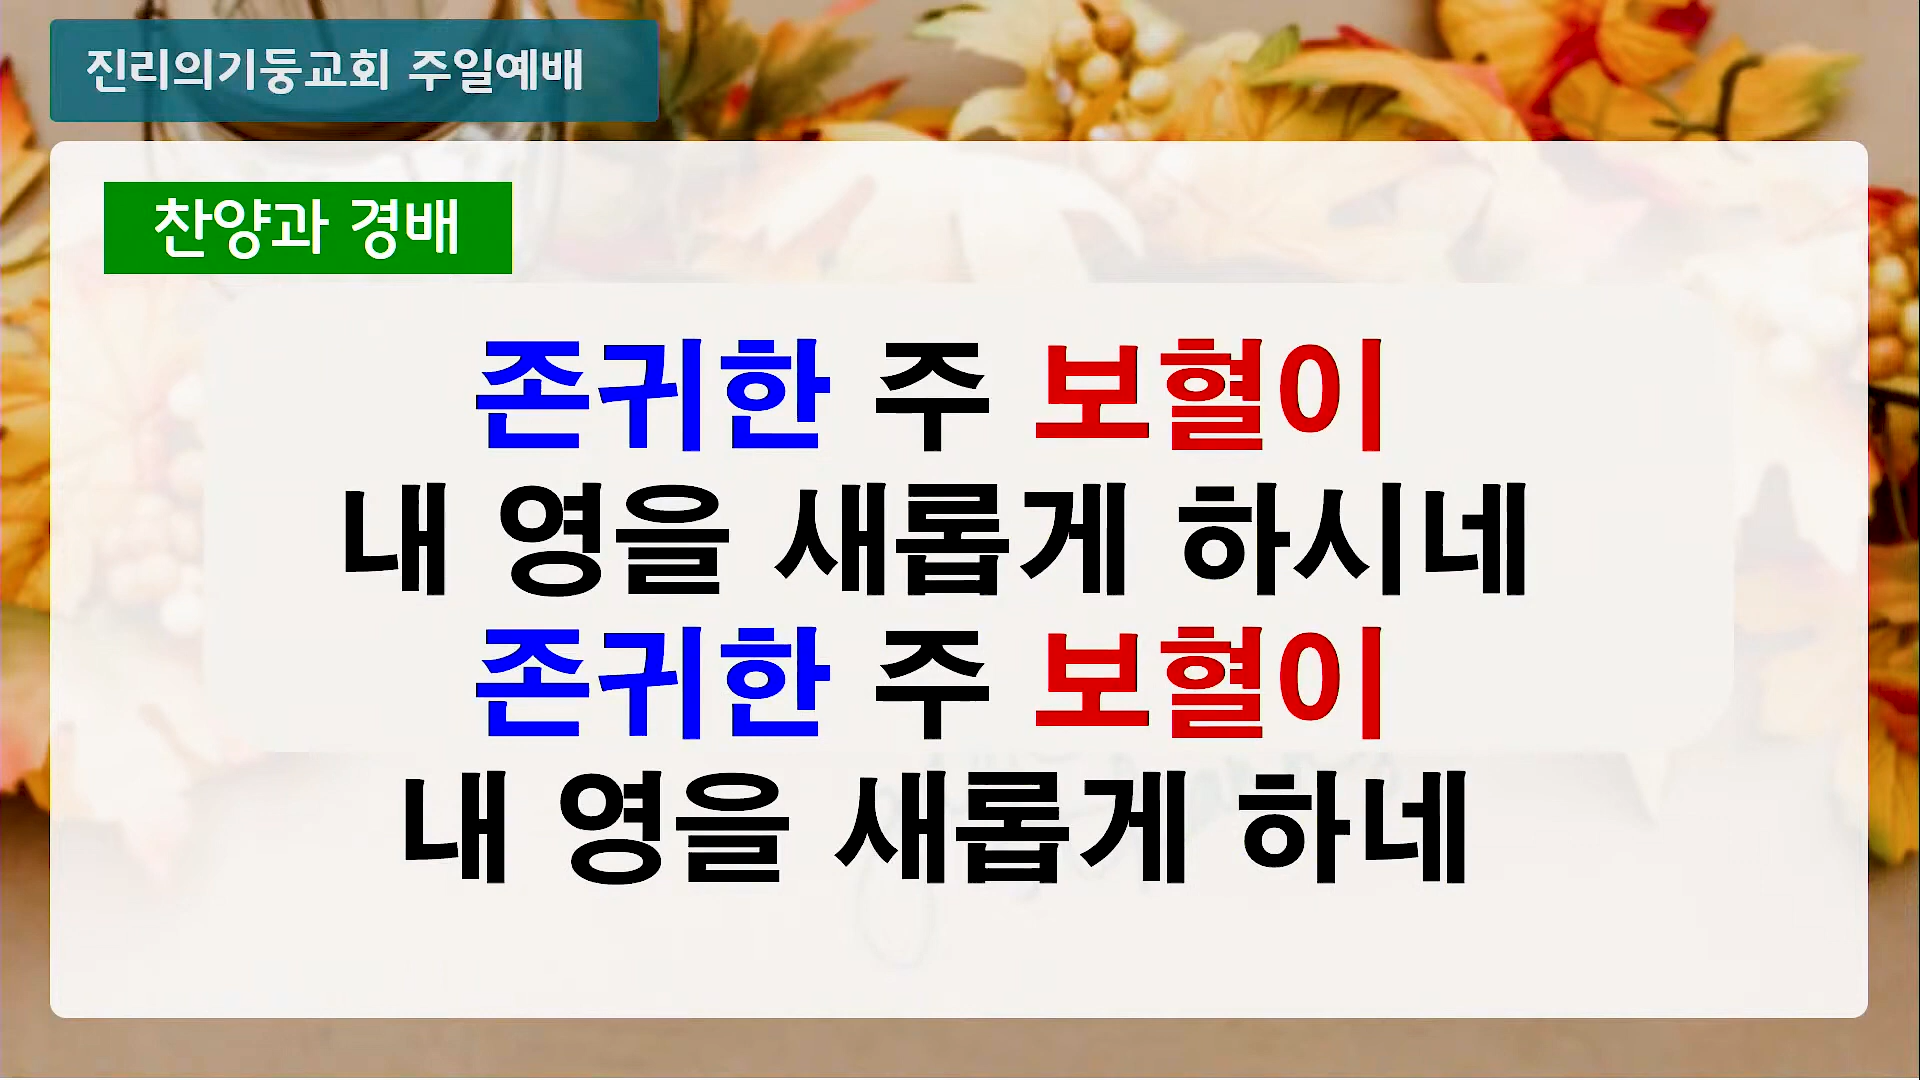 진리의기둥교회 주일예배
찬양과 경배
존귀한 주 보혈이
내 영을 새롭게 하시네
존귀한 주 보혈이
내 영을 새롭게 하네